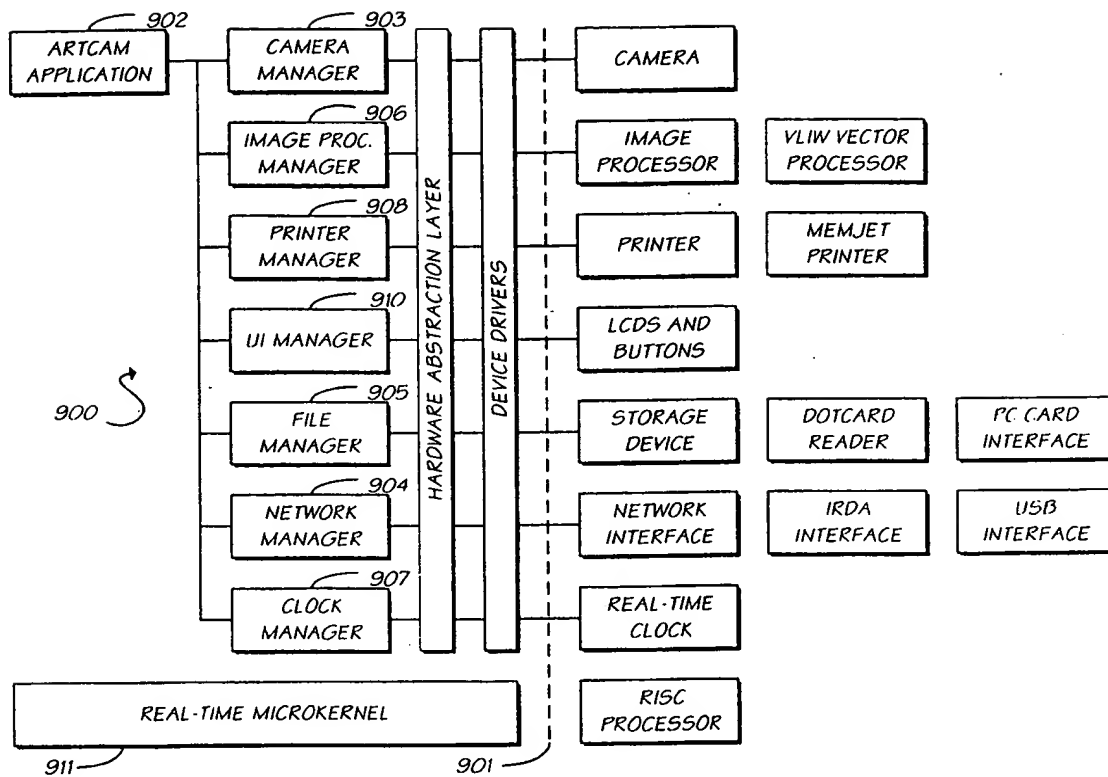 902
903
ARTCAM
APPLICATION
CAMERA
MANAGER
CAMERA
906
IMAGE PROC.
MANAGER
IMAGE
PROCESSOR
VLIW VECTOR
PROCESSOR
908
PRINTER
MANAGER
PRINTER
MEMJET
PRINTER
910
UI MANAGER
LCDS AND
BUTTONS
HARDWARE ABSTRACTION LAYER
DEVICE DRIVERS
900
905
FILE
MANAGER
STORAGE
DEVICE
DOTCARD
READER
PC CARD
INTERFACE
904
NETWORK
MANAGER
NETWORK
INTERFACE
IRDA
INTERFACE
USB
INTERFACE
907
CLOCK
MANAGER
REAL-TIME
CLOCK
REAL-TIME MICROKERNEL
RISC
PROCESSOR
911
901